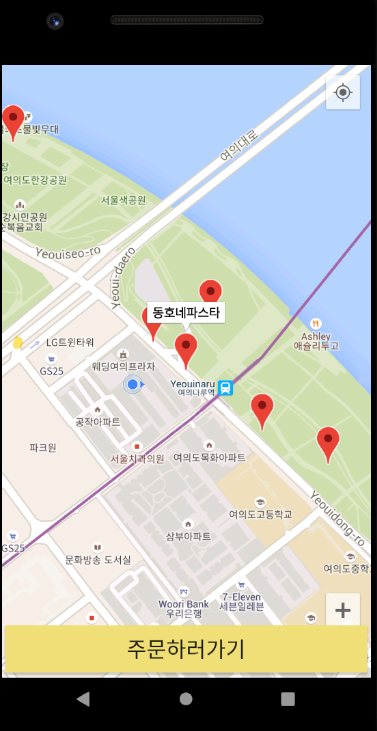 여의대로
물빛무대
여의도한강공원
서울색공원
강시민공원
순복음교회
Yeouiseo-ro
Yeoui-daero
동호네파스타
Ashley
애슐리투고
LG트윈타워
GS25
웨딩여의프라자
Yeouinaru
여의나루역
공작아파트
파크원
서울치과의원
여의도목화아파트
여의도고등학교
Yeouidong-ro
삼부아파트
GS25
문화방송 도서실
여의도중학
Woori Bank
우리은행
7-Eleven
세븐일레븐
+
주문하러가기